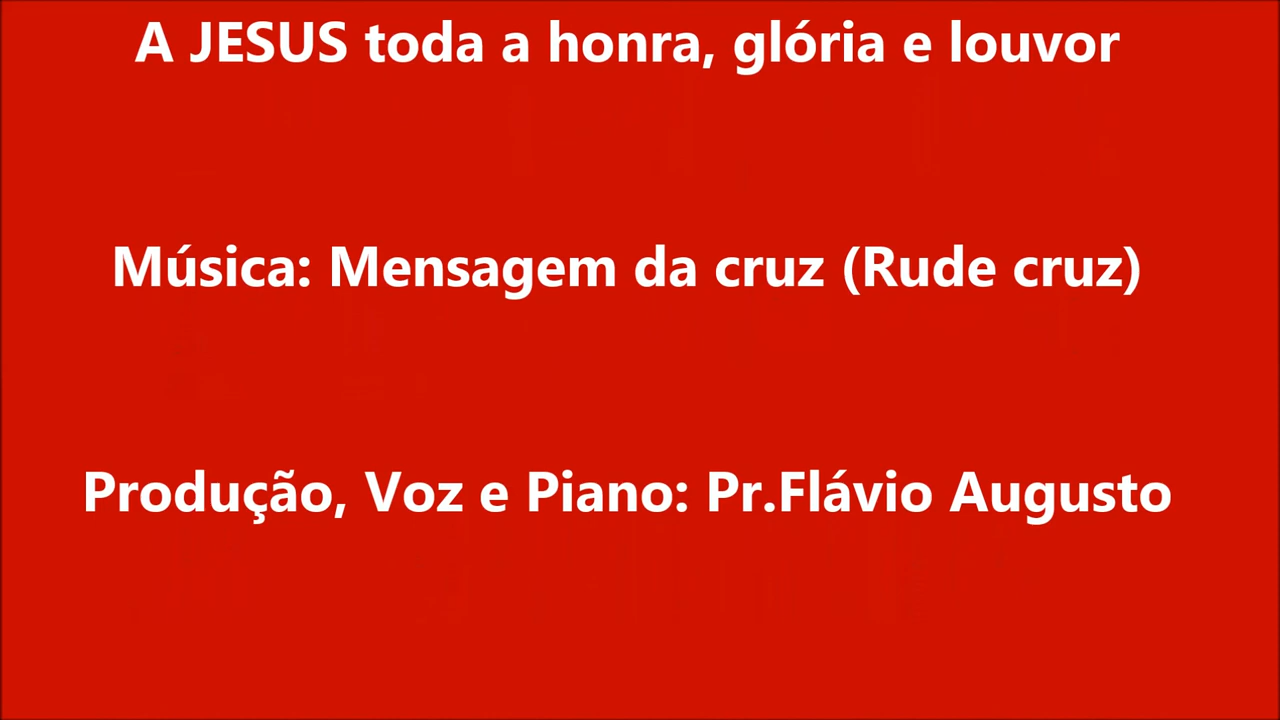 A JESUS toda a honra, glória e louvor
Música: Mensagem da cruz (Rude cruz)
Produção, Voz e Piano: Pr.Flávio Augusto